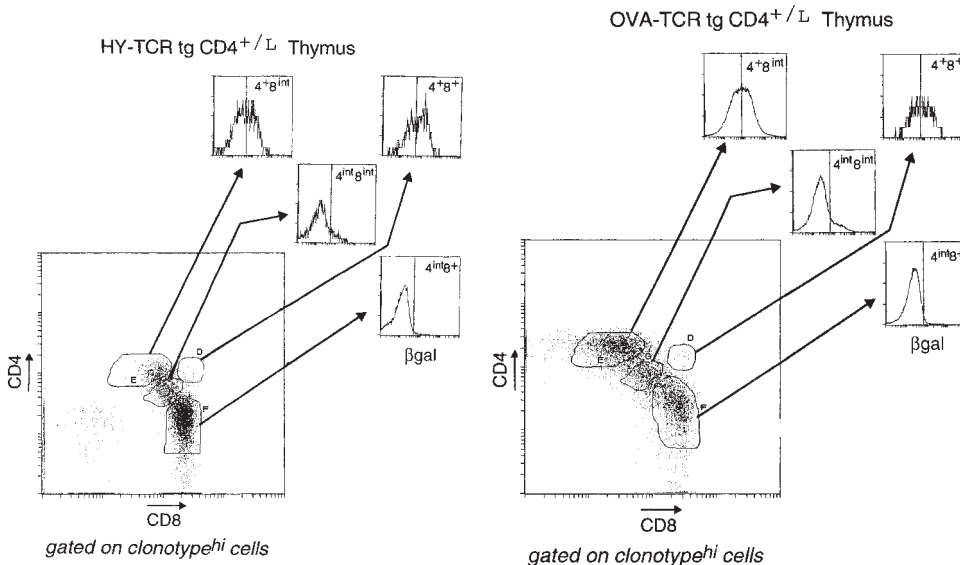 HY-TCR tg CD4+/L Thymus
4+8int
4+8+
4int8int
4int8+
βgal
D
E
G
F
CD4
CD8
gated on clonotypehi cells
OVA-TCR tg CD4+/L Thymus
4+8int
4+8+
4int8int
4int8+
βgal
D
E
G
F
CD4
CD8
gated on clonotypehi cells